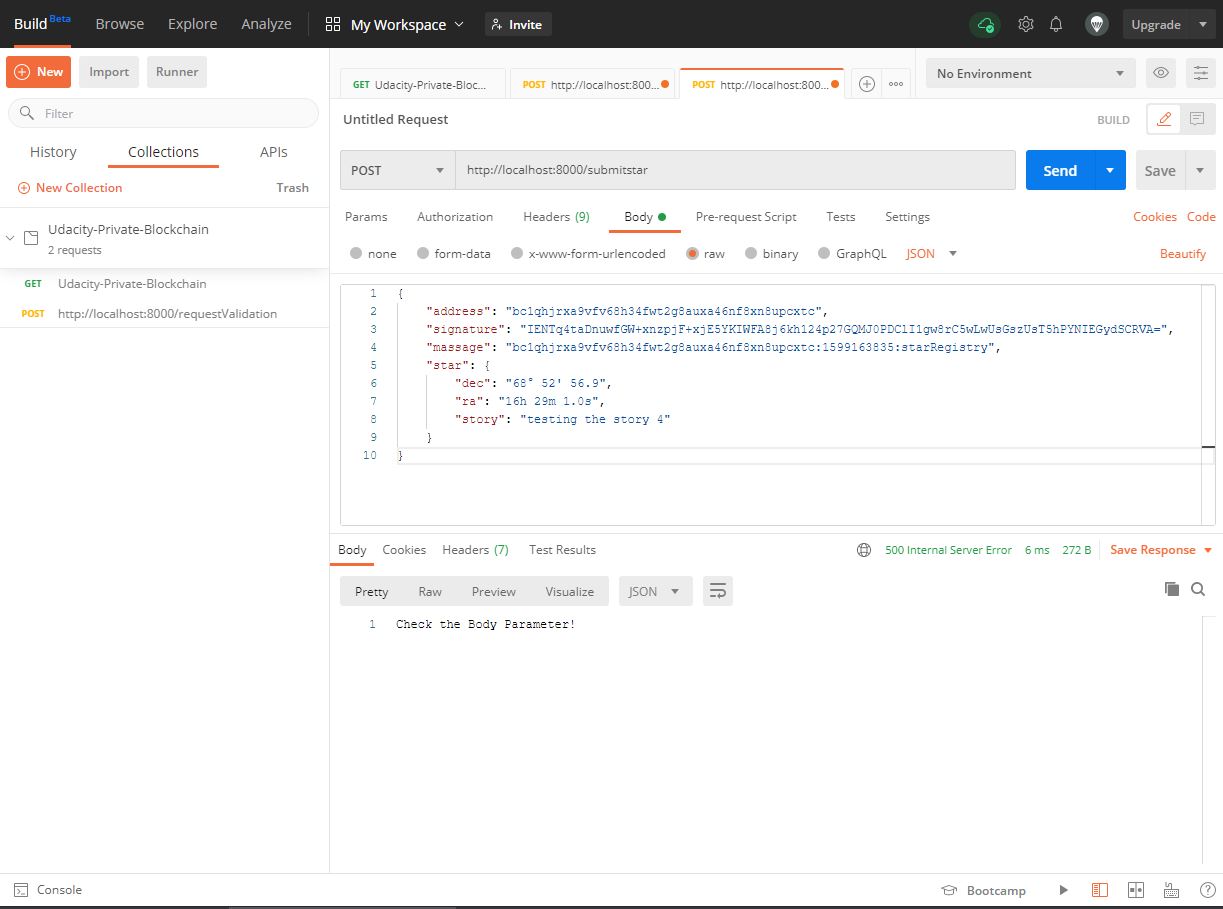 Build Beta Browse Explore Analyze My Workspace Invite Upgrade
New Import Runner
GET Udacity-Private-Bloc... POST http://localhost:800... POST http://localhost:800... No Environment
Filter
Untitled Request BUILD
History Collections APIs
POST http://localhost:8000/submitstar Send Save
New Collection Trash
Params Authorization Headers (9) Body Pre-request Script Tests Settings Cookies Code
Udacity-Private-Blockchain
2 requests
none form-data x-www-form-urlencoded raw binary GraphQL JSON Beautify
GET Udacity-Private-Blockchain
POST http://localhost:8000/requestValidation
1 {
2 "address": "bc1qhjrxa9vfv68h34fwt2g8auxa46nf8xn8upcxtc",
3 "signature": "IENTq4taDnuwfGW+xnzpjF+xjE5YKIWFA8j6kh124p27GQMJ0PDClI1gw8rC5wLwUsGszUsT5hPYNIEGydSCRVA=",
4 "massage": "bc1qhjrxa9vfv68h34fwt2g8auxa46nf8xn8upcxtc:1599163835:starRegistry",
5 "star": {
6 "dec": "68° 52' 56.9",
7 "ra": "16h 29m 1.0s",
8 "story": "testing the story 4"
9 }
10 }
Body Cookies Headers (7) Test Results 500 Internal Server Error 6 ms 272 B Save Response
Pretty Raw Preview Visualize JSON
1 Check the Body Parameter!
Console Bootcamp